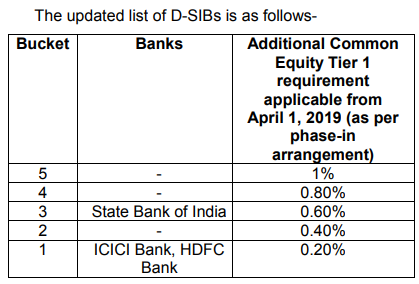 The updated list of D-SIBs is as follows-
Bucket Banks Additional Common
Equity Tier 1
requirement
applicable from
April 1, 2019 (as per
phase-in
arrangement)
5 - 1%
4 - 0.80%
3 State Bank of India 0.60%
2 - 0.40%
1 ICICI Bank, HDFC 0.20%
Bank